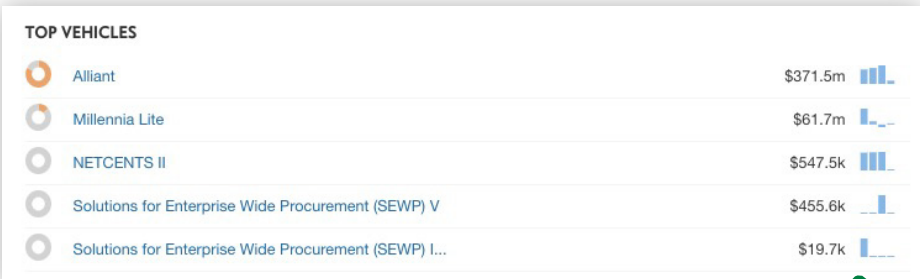 TOP VEHICLES
Alliant $371.5m
Millennia Lite $61.7m
NETCENTS II $547.5k
Solutions for Enterprise Wide Procurement (SEWP) V $455.6k
Solutions for Enterprise Wide Procurement (SEWP) I... $19.7k